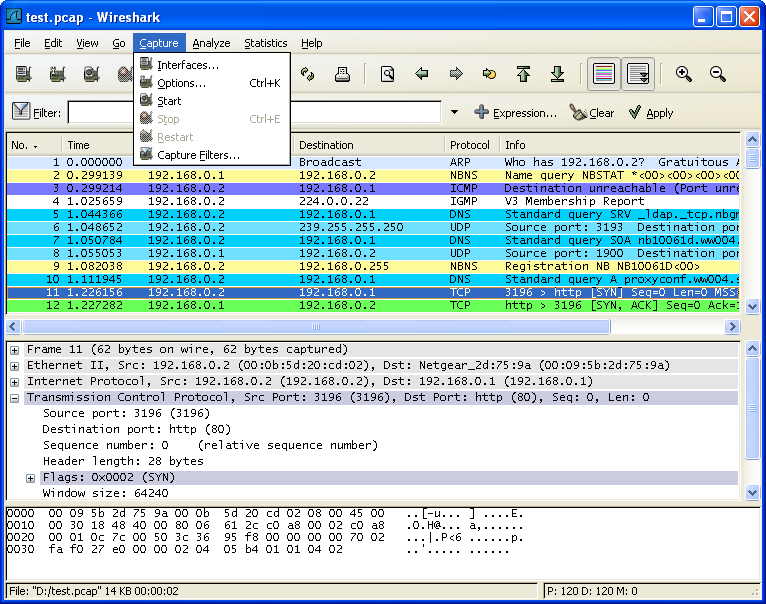 test.pcap - Wireshark
File Edit View Go Capture Analyze Statistics Help
Interfaces...
Options... Ctrl+K
Start
Stop Ctrl+E
Restart
Capture Filters...
Filter: Expression... Clear Apply
No. Time Destination Protocol Info
1 0.000000 Broadcast ARP Who has 192.168.0.2? Gratuitous A
2 0.299139 192.168.0.1 192.168.0.2 NBNS Name query NBSTAT *<00><00><00><00
3 0.299214 192.168.0.2 192.168.0.1 ICMP Destination unreachable (Port unre
4 1.025659 192.168.0.2 224.0.0.22 IGMP V3 Membership Report
5 1.044366 192.168.0.2 192.168.0.1 DNS Standard query SRV _ldap._tcp.nbgm
6 1.048652 192.168.0.2 239.255.255.250 UDP Source port: 3193 Destination por
7 1.050784 192.168.0.2 192.168.0.1 DNS Standard query SOA nb10061d.ww004.
8 1.055053 192.168.0.1 192.168.0.2 UDP Source port: 1900 Destination por
9 1.082038 192.168.0.2 192.168.0.255 NBNS Registration NB NB10061D<00>
10 1.111945 192.168.0.2 192.168.0.1 DNS Standard query A proxyconf.ww004.s
11 1.226156 192.168.0.2 192.168.0.1 TCP 3196 > http [SYN] Seq=0 Len=0 MSS=
12 1.227282 192.168.0.1 192.168.0.2 TCP http > 3196 [SYN, ACK] Seq=0 Ack=1
Frame 11 (62 bytes on wire, 62 bytes captured)
Ethernet II, Src: 192.168.0.2 (00:0b:5d:20:cd:02), Dst: Netgear_2d:75:9a (00:09:5b:2d:75:9a)
Internet Protocol, Src: 192.168.0.2 (192.168.0.2), Dst: 192.168.0.1 (192.168.0.1)
Transmission Control Protocol, Src Port: 3196 (3196), Dst Port: http (80), Seq: 0, Len: 0
Source port: 3196 (3196)
Destination port: http (80)
Sequence number: 0 (relative sequence number)
Header length: 28 bytes
Flags: 0x0002 (SYN)
Window size: 64240
0000 00 09 5b 2d 75 9a 00 0b 5d 20 cd 02 08 00 45 00 ..[-u... ] ....E.
0010 00 30 18 48 40 00 80 06 61 2c c0 a8 00 02 c0 a8 .0.H@... a,......
0020 00 01 0c 7c 00 50 3c 36 95 f8 00 00 00 00 70 02 ...|.P<6 ......p.
0030 fa f0 27 e0 00 00 02 04 05 b4 01 01 04 02 ..'..... ......
File: "D:/test.pcap" 14 KB 00:00:02 P: 120 D: 120 M: 0